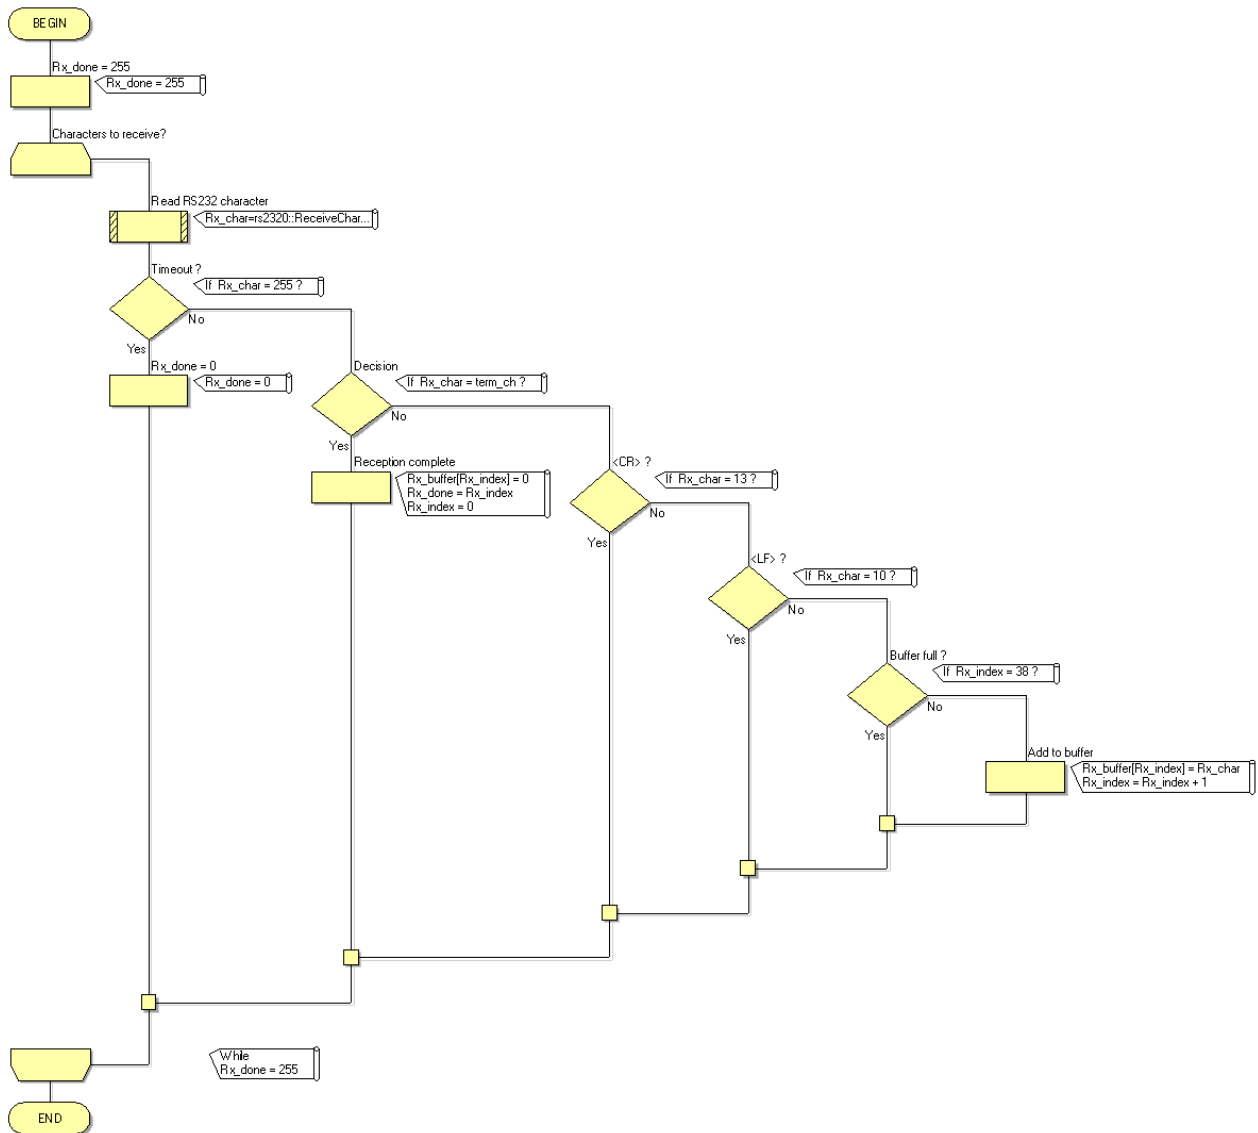 BEGIN
Rx_done = 255
Rx_done = 255
Characters to receive?
Read RS232 character
Rx_char=rs2320::ReceiveChar...
Timeout ?
If Rx_char = 255 ?
No
Yes
Rx_done = 0
Rx_done = 0
Decision
If Rx_char = term_ch ?
No
Yes
Reception complete
Rx_buffer[Rx_index] = 0
Rx_done = Rx_index
Rx_index = 0
<CR> ?
If Rx_char = 13 ?
No
Yes
<LF> ?
If Rx_char = 10 ?
No
Yes
Buffer full ?
If Rx_index = 38 ?
No
Yes
Add to buffer
Rx_buffer[Rx_index] = Rx_char
Rx_index = Rx_index + 1
While
Rx_done = 255
END